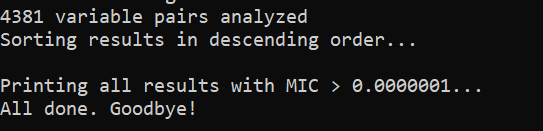 4381 variable pairs analyzed
Sorting results in descending order...
Printing all results with MIC > 0.0000001...
All done. Goodbye!